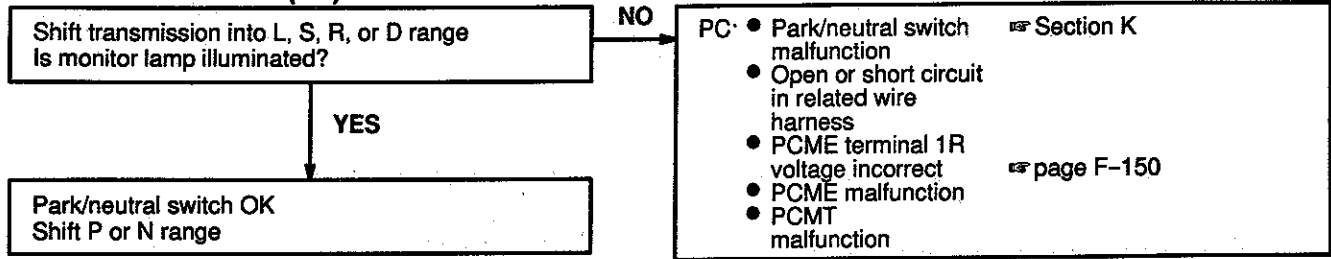 Shift transmission into L, S, R, or D range
Is monitor lamp illuminated?
NO
YES
Park/neutral switch OK
Shift P or N range
PC· ● Park/neutral switch ☞ Section K
malfunction
● Open or short circuit
in related wire
harness
● PCME terminal 1R
voltage incorrect ☞ page F–150
● PCME malfunction
● PCMT
malfunction